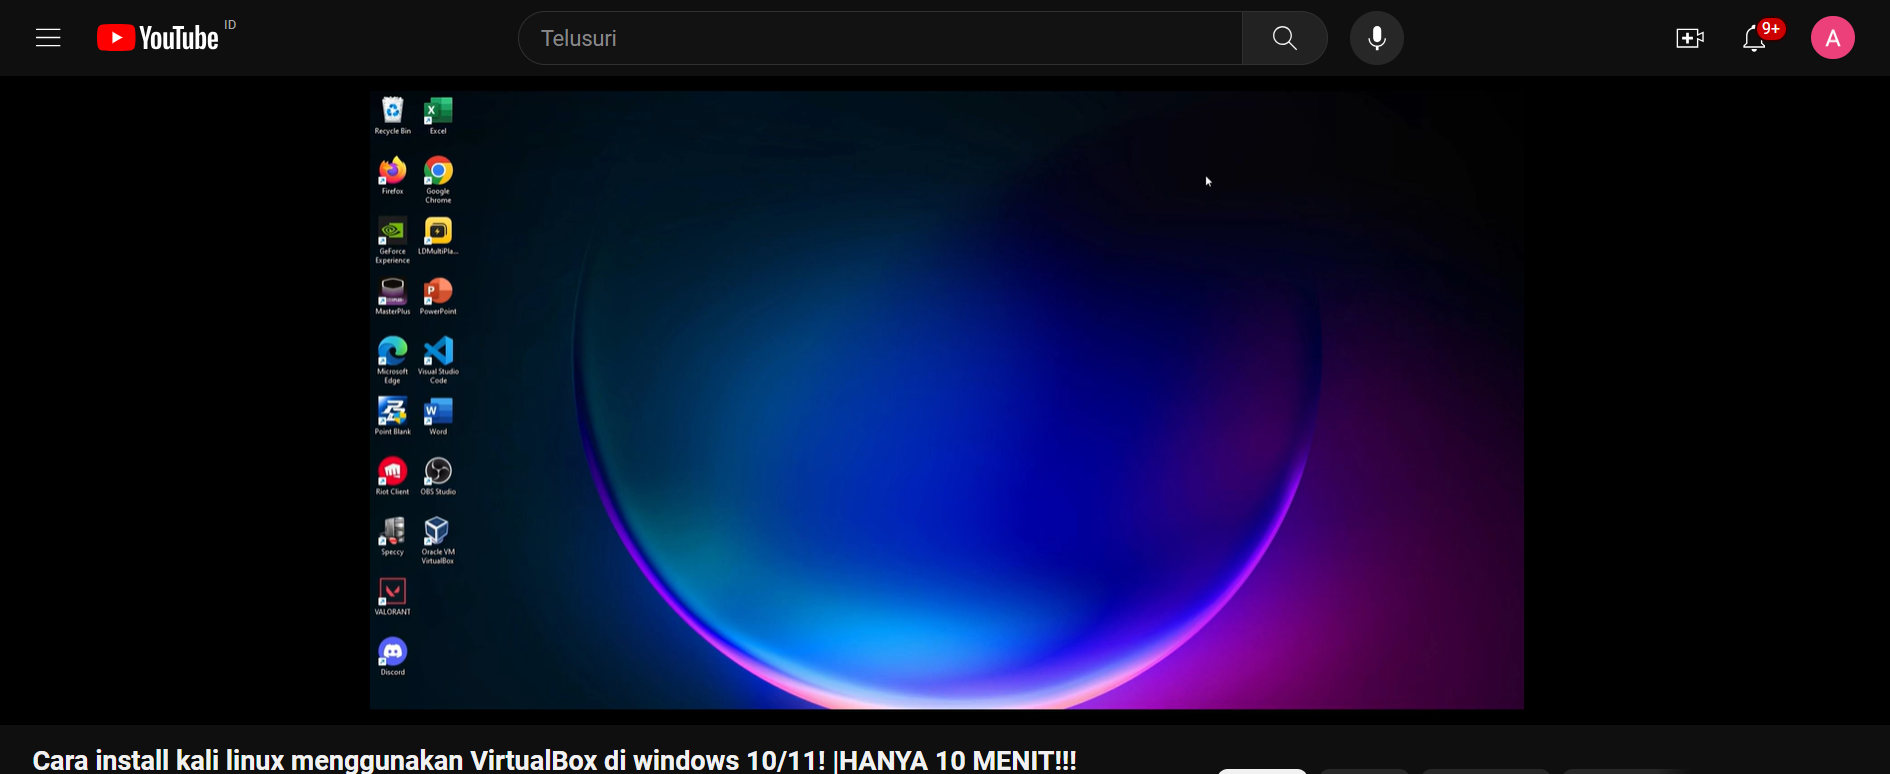 YouTube ID
Telusuri
9+
A
Recycle Bin
Excel
Firefox
Google
Chrome
GeForce
Experience
LDMultiPla...
MasterPlus
PowerPoint
Microsoft
Edge
Visual Studio
Code
Point Blank
Word
Riot Client
OBS Studio
Speccy
Oracle VM
VirtualBox
VALORANT
Discord
Cara install kali linux menggunakan VirtualBox di windows 10/11! |HANYA 10 MENIT!!!